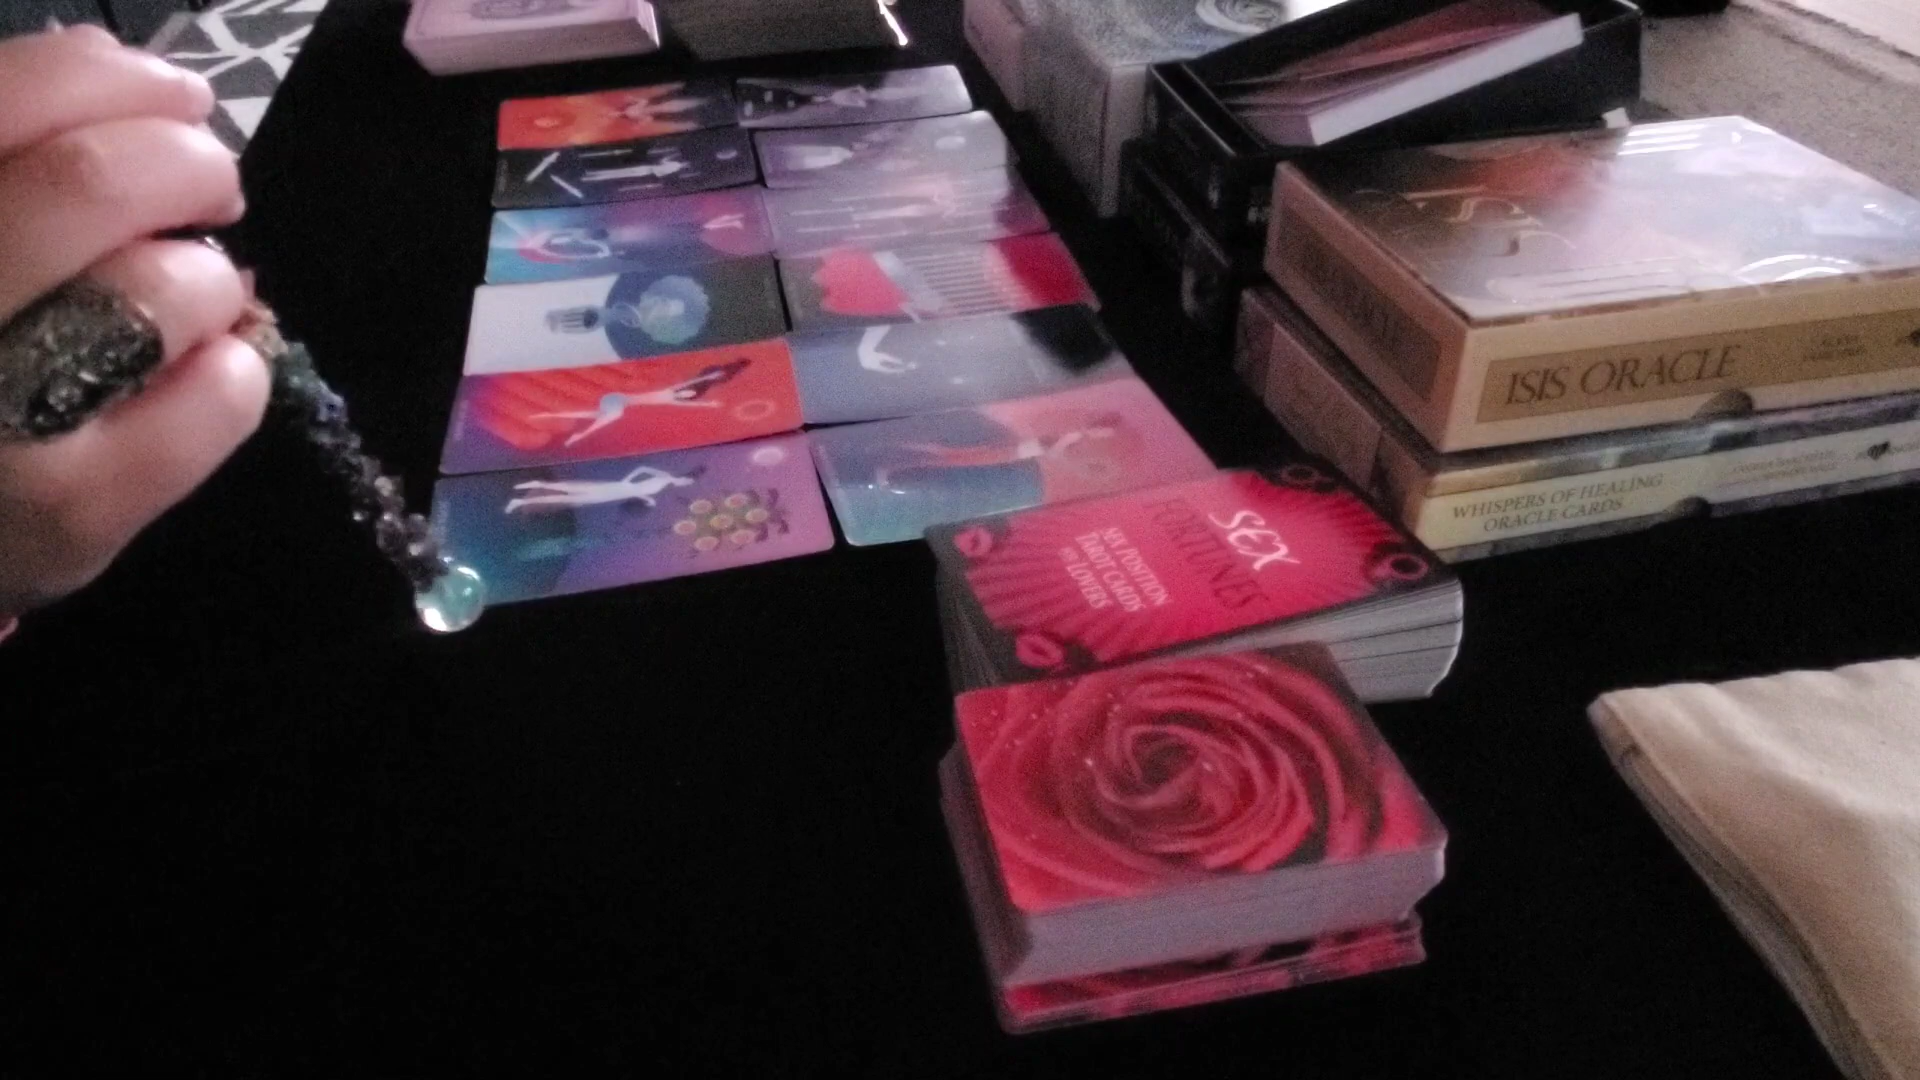 ISIS ORACLE
WHISPERS OF HEALING
ORACLE CARDS
SEX
FORTUNES
SEX POSITION
TAROT CARDS
FOR LOVERS